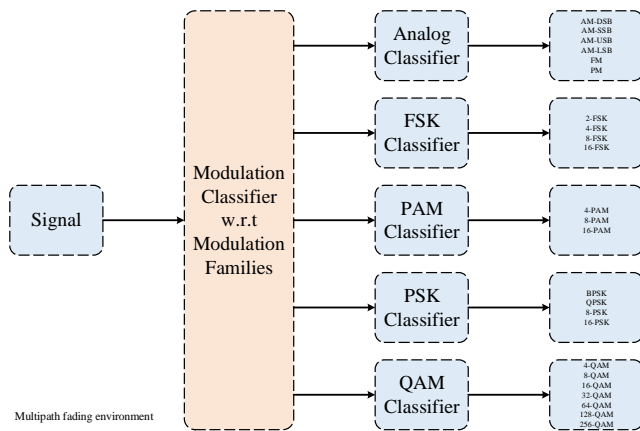 Signal
Modulation
Classifier
w.r.t
Modulation
Families
Analog
Classifier
AM-DSB
AM-SSB
AM-USB
AM-LSB
FM
PM
FSK
Classifier
2-FSK
4-FSK
8-FSK
16-FSK
PAM
Classifier
4-PAM
8-PAM
16-PAM
PSK
Classifier
BPSK
QPSK
8-PSK
16-PSK
QAM
Classifier
4-QAM
8-QAM
16-QAM
32-QAM
64-QAM
128-QAM
256-QAM
Multipath fading environment